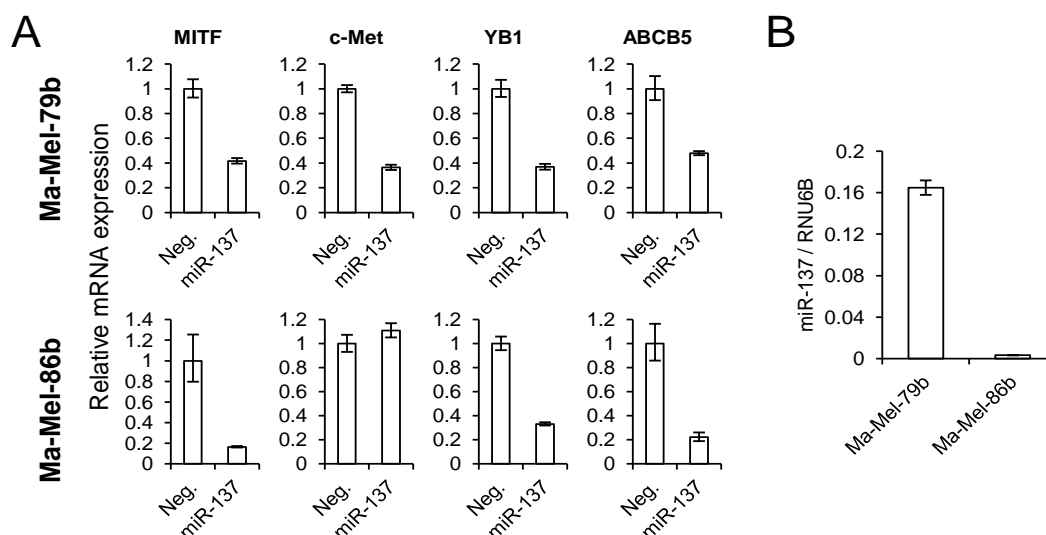 A
B
MITF
c-Met
YB1
ABCB5
Ma-Mel-79b
Ma-Mel-86b
Relative mRNA expression
1.2
1
0.8
0.6
0.4
0.2
0
Neg.
miR-137
1.2
1
0.8
0.6
0.4
0.2
0
Neg.
miR-137
1.2
1
0.8
0.6
0.4
0.2
0
Neg.
miR-137
1.2
1
0.8
0.6
0.4
0.2
0
Neg.
miR-137
1.4
1.2
1
0.8
0.6
0.4
0.2
0
Neg.
miR-137
1.2
1
0.8
0.6
0.4
0.2
0
Neg.
miR-137
1.2
1
0.8
0.6
0.4
0.2
0
Neg.
miR-137
1.2
1
0.8
0.6
0.4
0.2
0
Neg.
miR-137
miR-137 / RNU6B
0.2
0.16
0.12
0.08
0.04
0
Ma-Mel-79b
Ma-Mel-86b